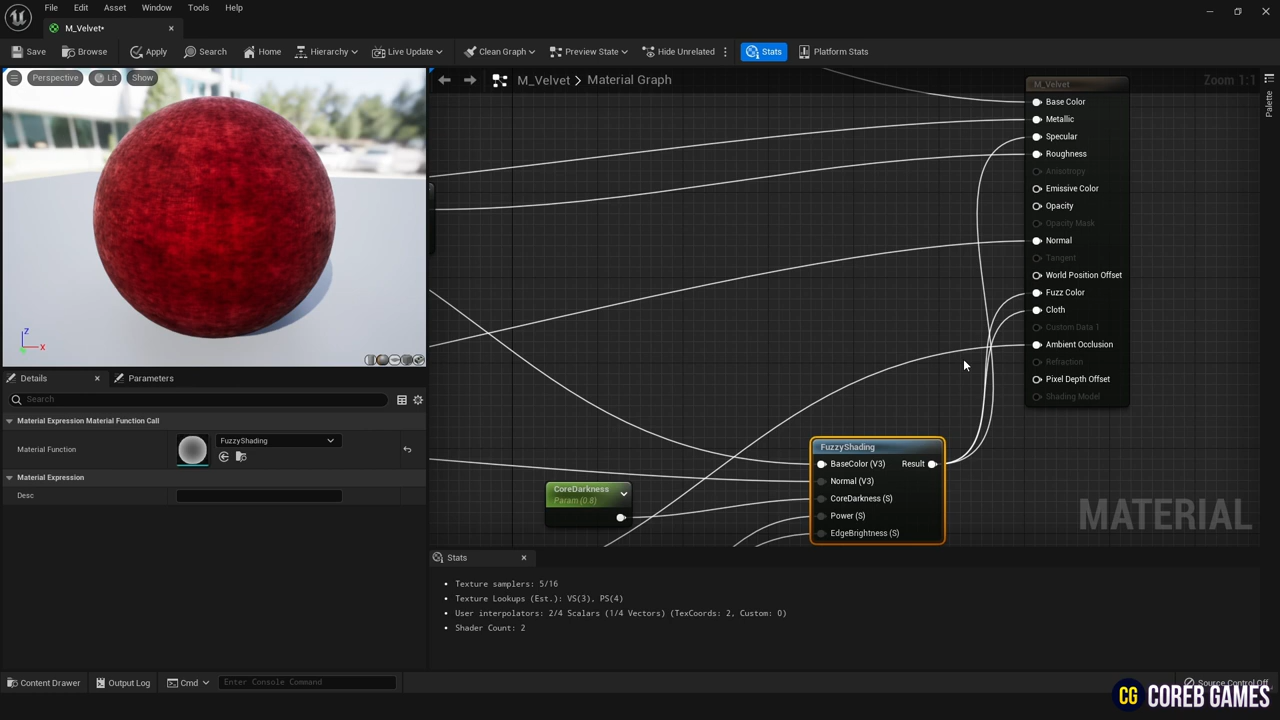 File Edit Asset Window Tools Help
M_Velvet•
Save Browse Apply Search Home Hierarchy Live Update Clean Graph Preview State Hide Unrelated Stats Platform Stats
Perspective Lit Show
M_Velvet > Material Graph
Zoom 1:1
Palette
M_Velvet
Base Color
Metallic
Specular
Roughness
Anisotropy
Emissive Color
Opacity
Opacity Mask
Normal
Tangent
World Position Offset
Fuzz Color
Cloth
Custom Data 1
Ambient Occlusion
Refraction
Pixel Depth Offset
Shading Model
Z
X
FuzzyShading
BaseColor (V3) Result
Normal (V3)
CoreDarkness (S)
Power (S)
EdgeBrightness (S)
CoreDarkness
Param (0.8)
MATERIAL
Details Parameters
Search
Material Expression Material Function Call
Material Function FuzzyShading
Material Expression
Desc
Stats
Texture samplers: 5/16
Texture Lookups (Est.): VS(3), PS(4)
User interpolators: 2/4 Scalars (1/4 Vectors) (TexCoords: 2, Custom: 0)
Shader Count: 2
Content Drawer Output Log Cmd Enter Console Command
Source Control Off
CG COREB GAMES